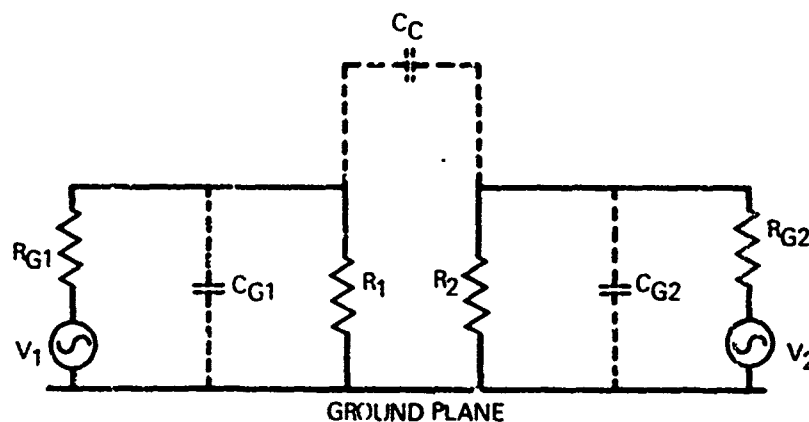 CC
RG1
CG1
R1
R2
CG2
RG2
V1
V2
GROUND PLANE